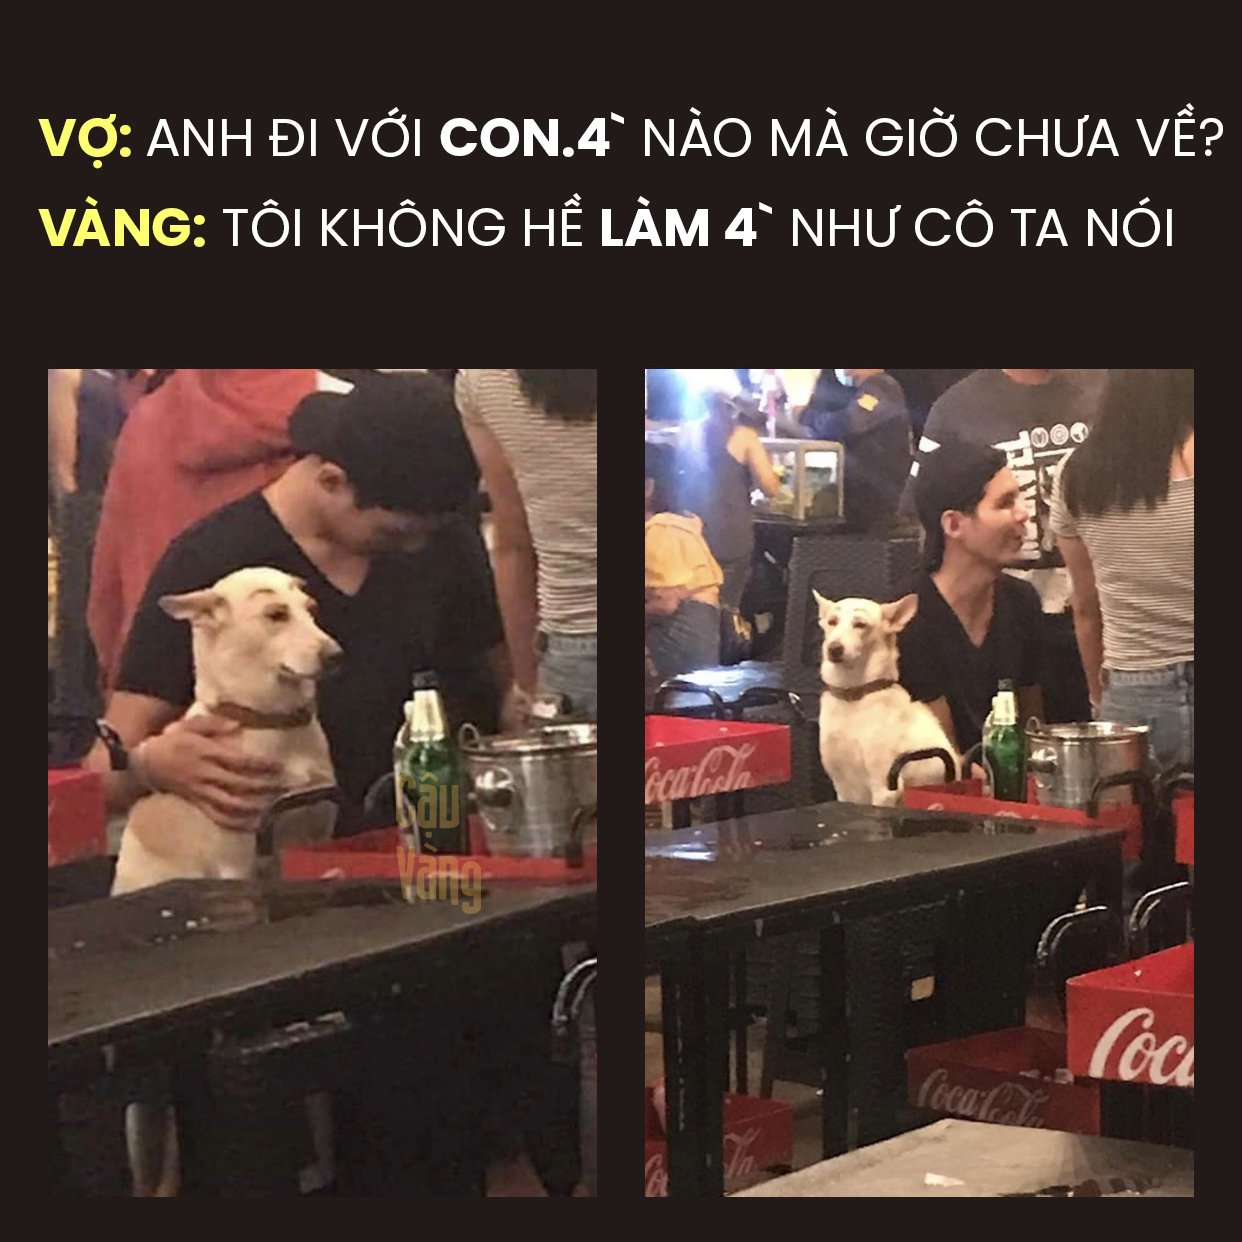 VỢ: ANH ĐI VỚI CON.4` NÀO MÀ GIỜ CHƯA VỀ?
VÀNG: TÔI KHÔNG HỀ LÀM 4` NHƯ CÔ TA NÓI
Cậu
Vàng
Coca-Cola
Coca-Cola
Coca-Cola